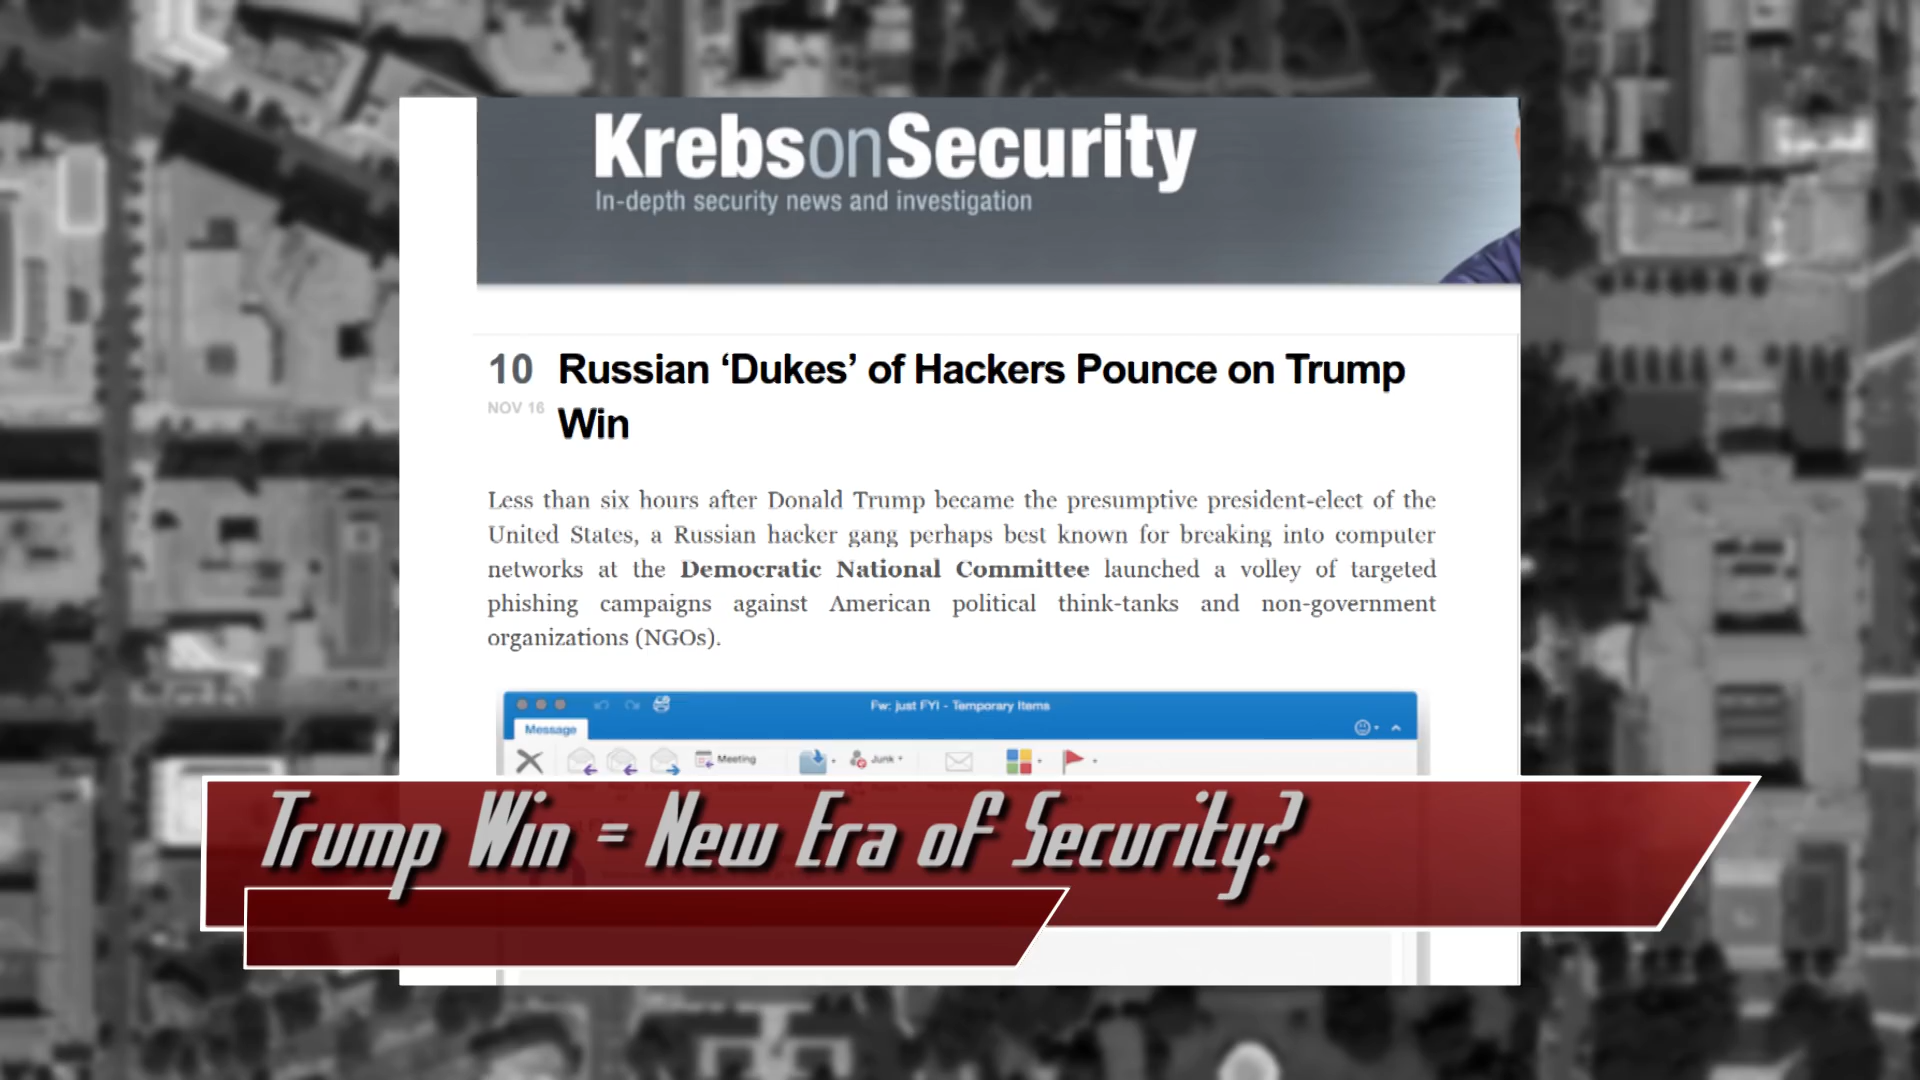 KrebsonSecurity
In-depth security news and investigation
10 Russian ‘Dukes’ of Hackers Pounce on Trump
NOV 16
Win
Less than six hours after Donald Trump became the presumptive president-elect of the
United States, a Russian hacker gang perhaps best known for breaking into computer
networks at the Democratic National Committee launched a volley of targeted
phishing campaigns against American political think-tanks and non-government
organizations (NGOs).
Fw: just FYI - Temporary Items
Message
Meeting
Junk
Trump Win = New Era of Security?